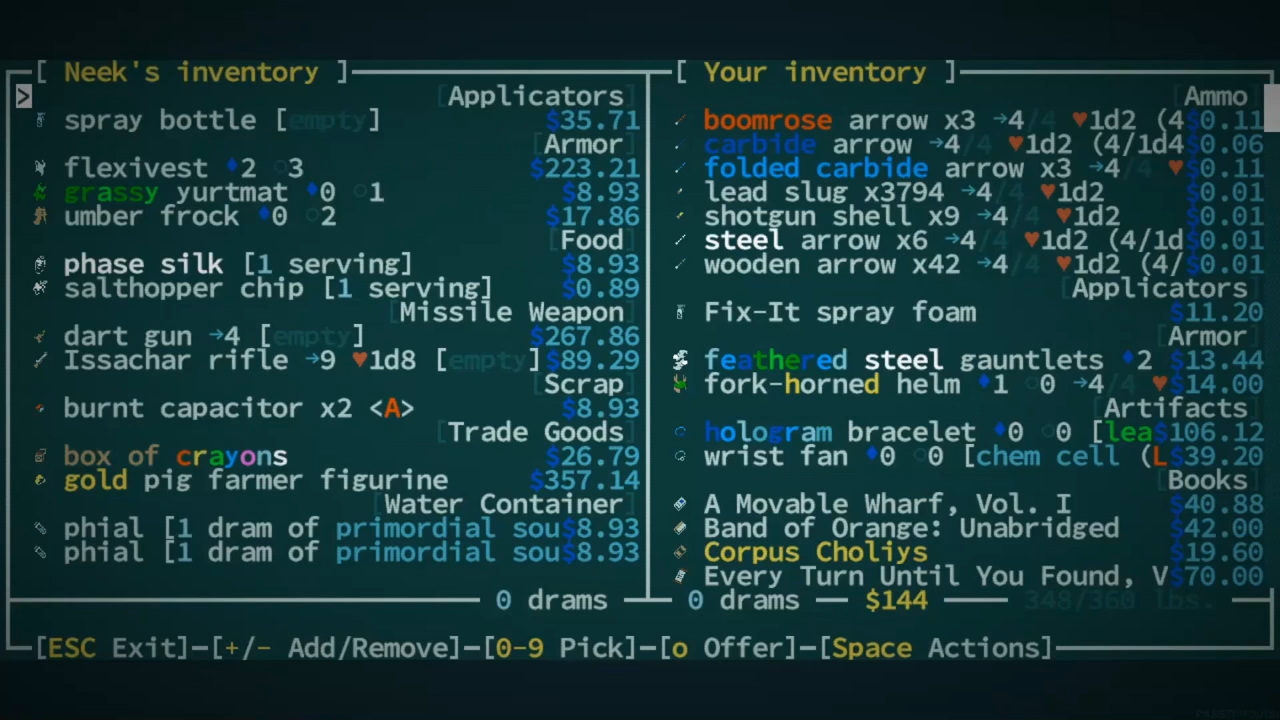 [ Neek's inventory ]
>
[Applicators]
spray bottle [empty] $35.71
[Armor]
flexivest ♦2 ○3 $223.21
grassy yurtmat ♦0 ○1 $8.93
umber frock ♦0 ○2 $17.86
[Food]
phase silk [1 serving] $8.93
salthopper chip [1 serving] $0.89
[Missile Weapon]
dart gun →4 [empty] $267.86
Issachar rifle →9 ♥1d8 [empty] $89.29
[Scrap]
burnt capacitor x2 <A> $8.93
[Trade Goods]
box of crayons $26.79
gold pig farmer figurine $357.14
[Water Container]
phial [1 dram of primordial sou$8.93
phial [1 dram of primordial sou$8.93
0 drams
[ Your inventory ]
[Ammo]
boomrose arrow x3 →4/4 ♥1d2 (4$0.11
carbide arrow →4/4 ♥1d2 (4/1d4$0.06
folded carbide arrow x3 →4/4 ♥$0.11
lead slug x3794 →4/4 ♥1d2 $0.01
shotgun shell x9 →4/4 ♥1d2 $0.01
steel arrow x6 →4/4 ♥1d2 (4/1d$0.01
wooden arrow x42 →4/4 ♥1d2 (4/$0.01
[Applicators]
Fix-It spray foam $11.20
[Armor]
feathered steel gauntlets ♦2 $13.44
fork-horned helm ♦1 ○0 →4/4 ♥$14.00
[Artifacts]
hologram bracelet ♦0 ○0 [lea$106.12
wrist fan ♦0 ○0 [chem cell (L$39.20
[Books]
A Movable Wharf, Vol. I $40.88
Band of Orange: Unabridged $42.00
Corpus Choliys $19.60
Every Turn Until You Found, V$70.00
0 drams — $144 — 348/360 lbs.
[ESC Exit]—[+/- Add/Remove]—[0-9 Pick]—[o Offer]—[Space Actions]